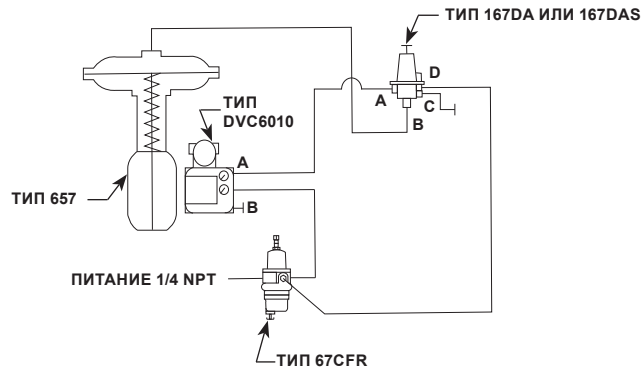 ТИП 167DA ИЛИ 167DAS
D
A
C
B
ТИП
DVC6010
A
ТИП 657
B
ПИТАНИЕ 1/4 NPT
ТИП 67CFR